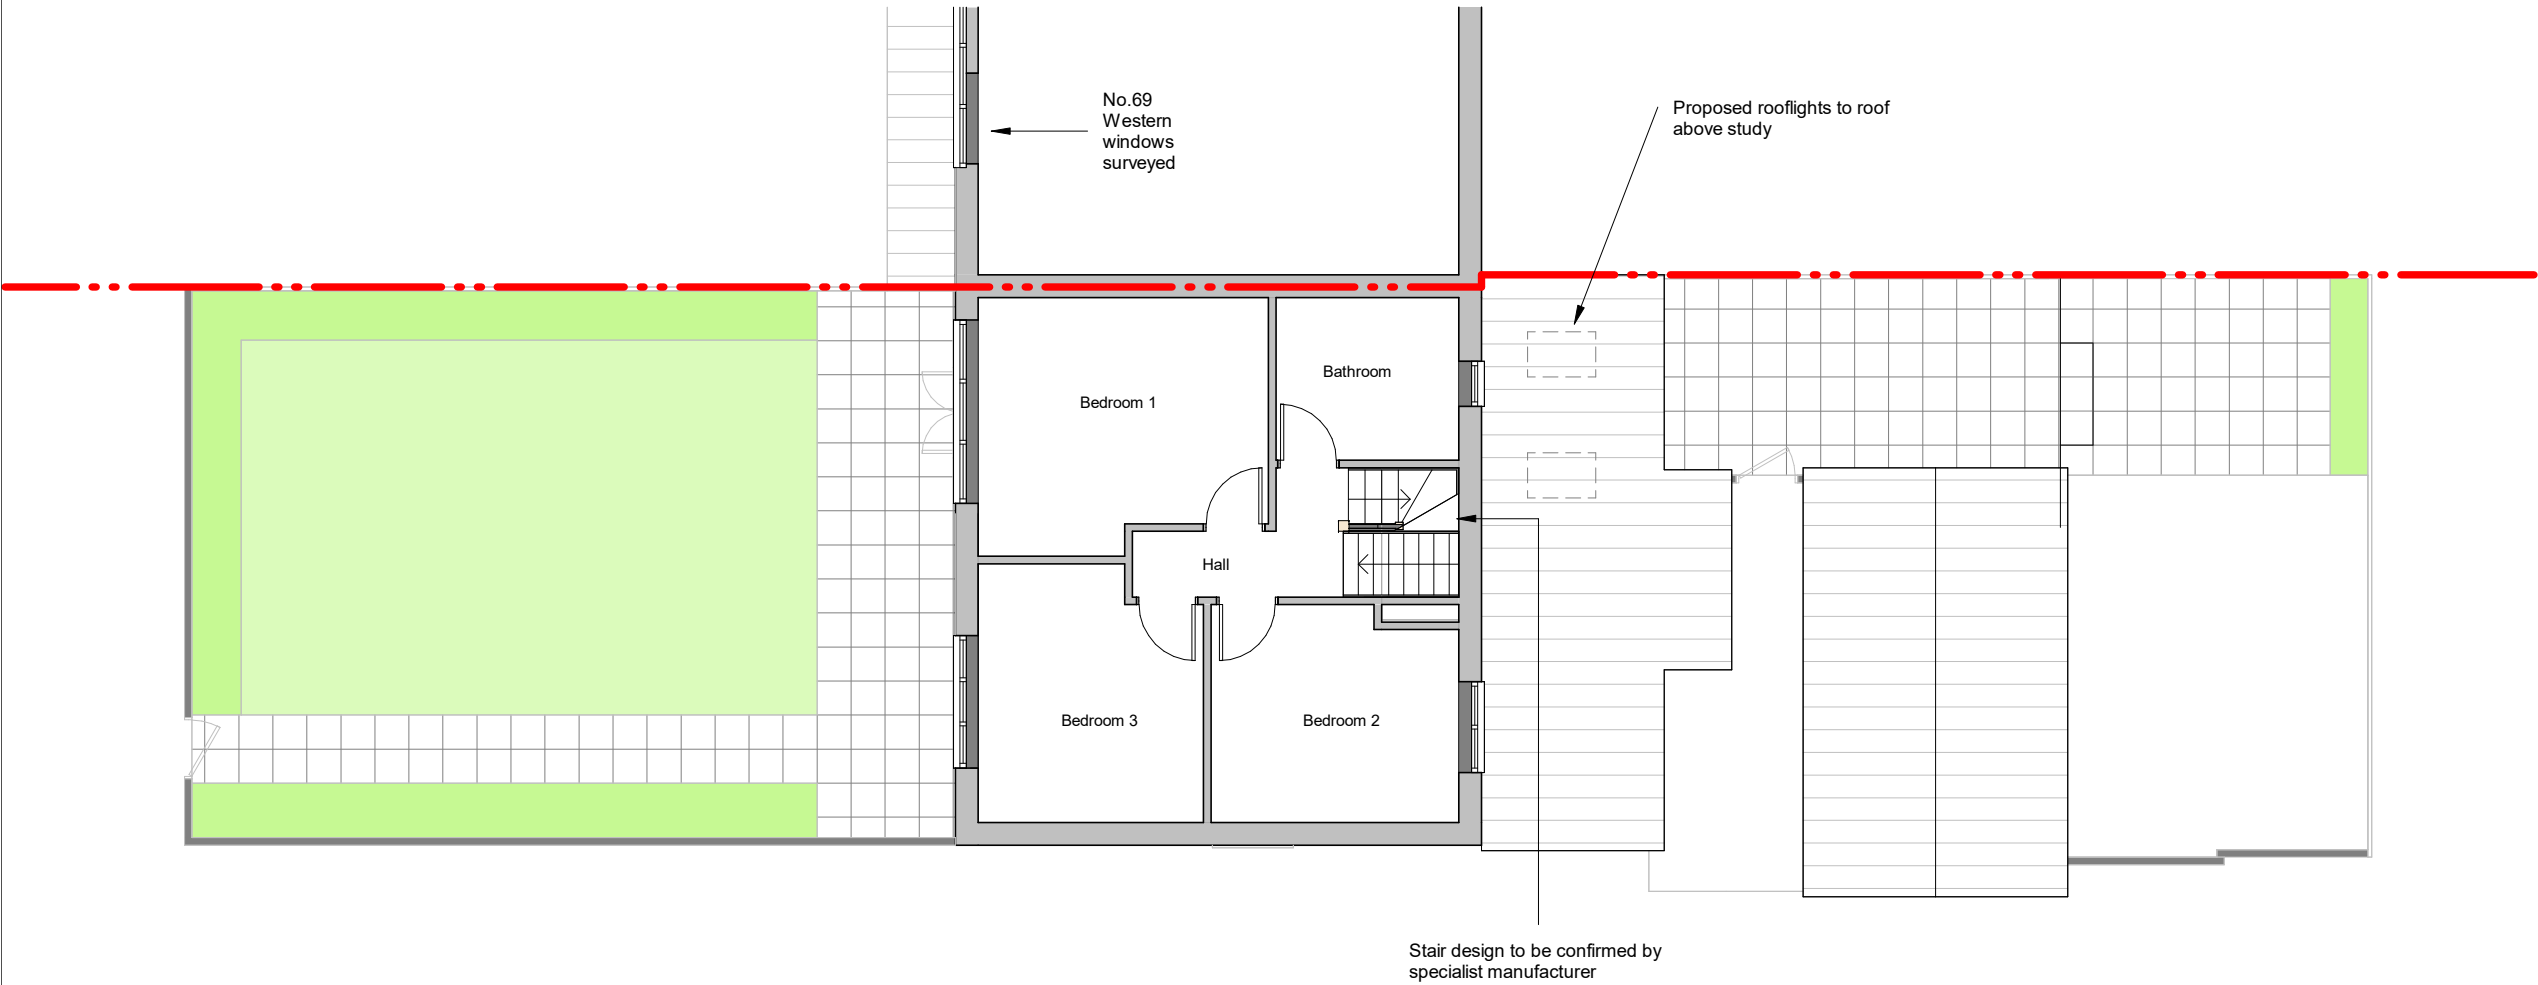 No.69
Western
windows
surveyed
Proposed rooflights to roof
above study
Bathroom
Bedroom 1
Hall
Bedroom 3
Bedroom 2
Stair design to be confirmed by
specialist manufacturer